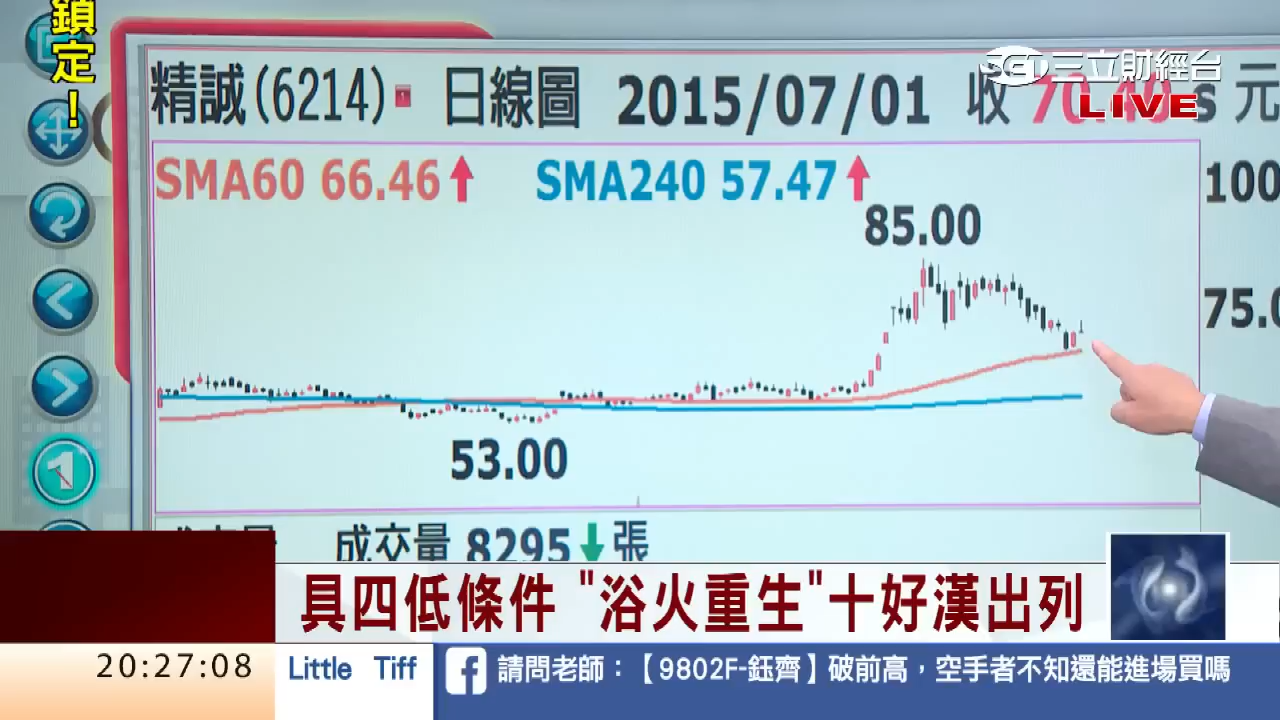 鎖定!
三立財經台
LIVE
精誠(6214) 日線圖 2015/07/01 收 70.40 s 元
SMA60 66.46↑ SMA240 57.47↑
100
85.00
75.0
53.00
成交量 8295↓張
具四低條件 "浴火重生"十好漢出列
20:27:08
Little Tiff
請問老師：【9802F-鈺齊】破前高，空手者不知還能進場買嗎